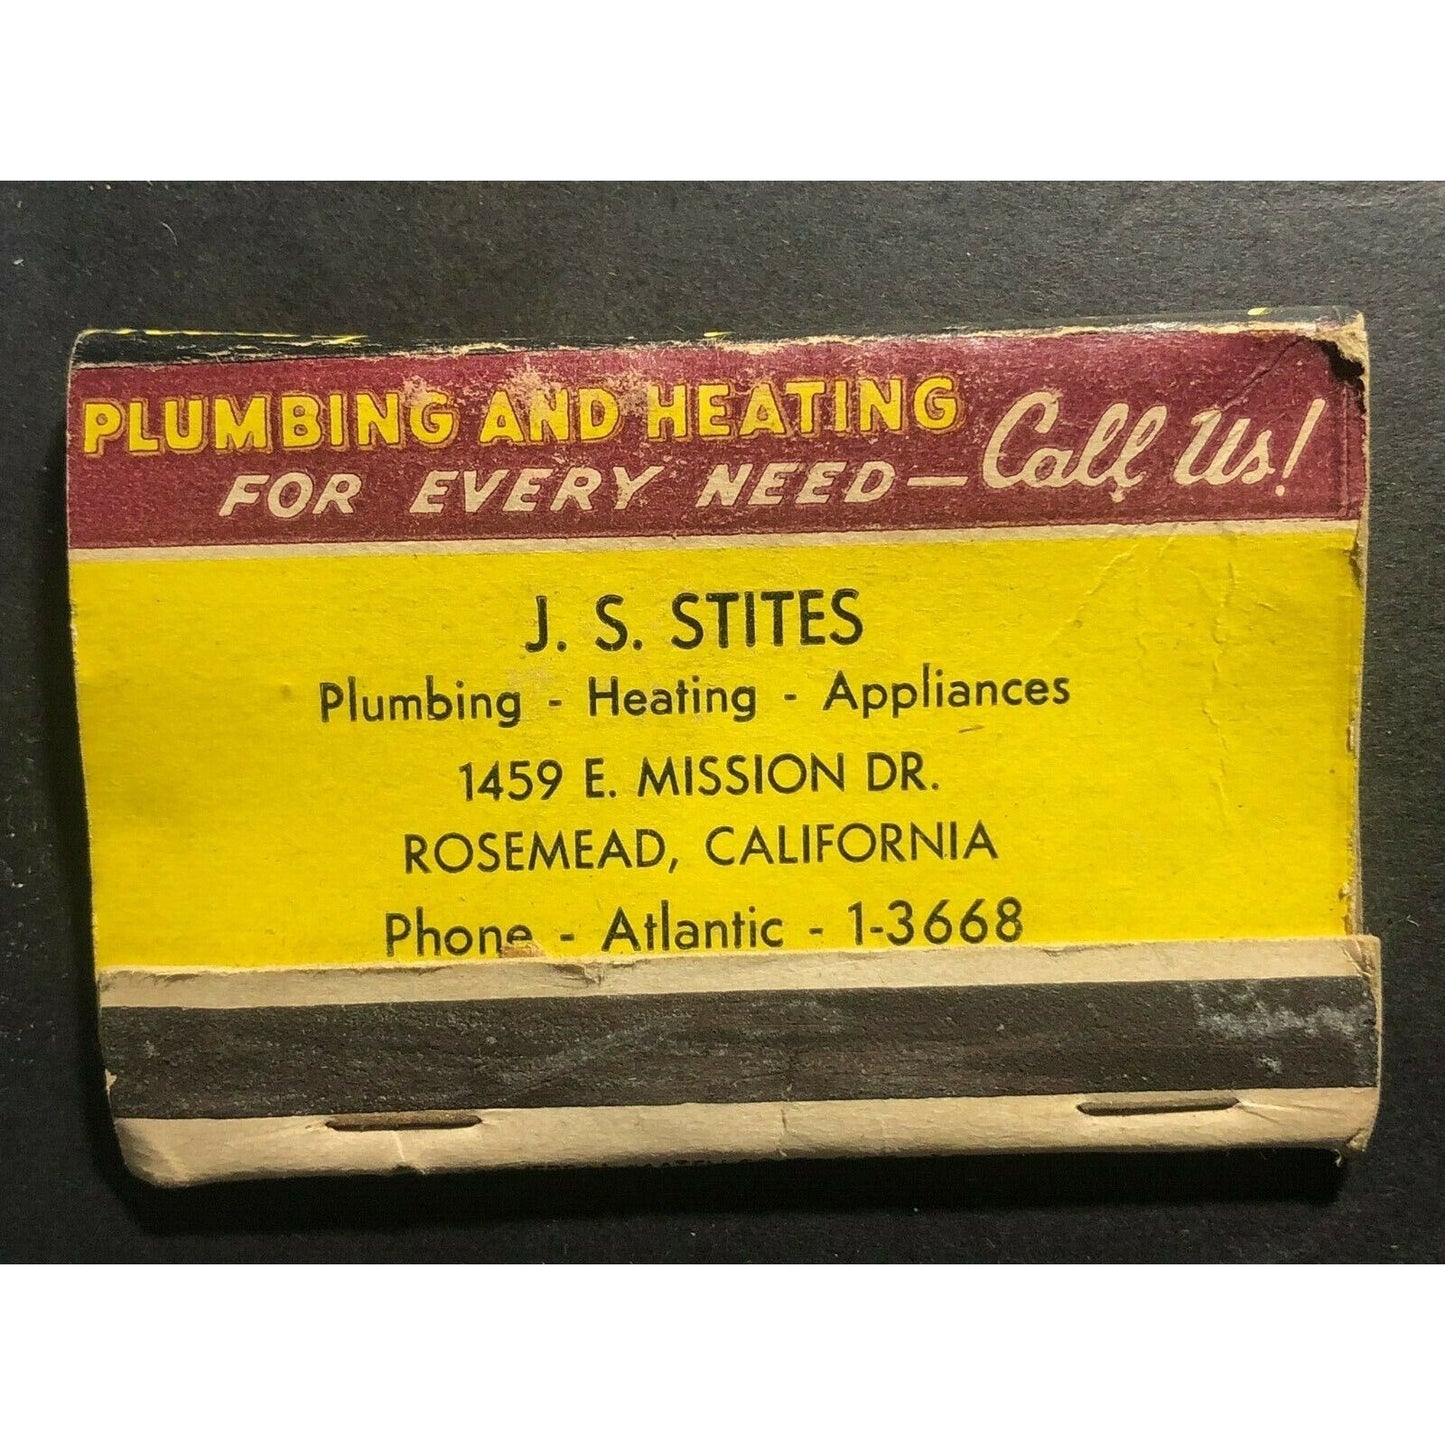 PLUMBING AND HEATING
FOR EVERY NEED — Call Us!
J. S. STITES
Plumbing - Heating - Appliances
1459 E. MISSION DR.
ROSEMEAD, CALIFORNIA
Phone - Atlantic - 1-3668